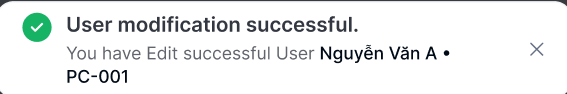 User modification successful.
You have Edit successful User Nguyễn Văn A •
PC-001